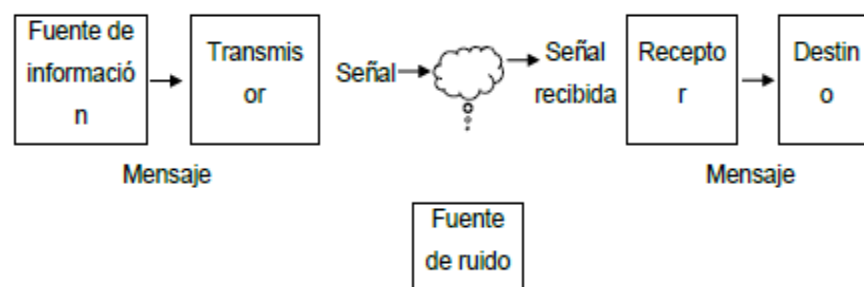 Fuente de
informació
n
Transmis
or
Señal
Señal
recibida
Recepto
r
Destin
o
Mensaje
Mensaje
Fuente
de ruido